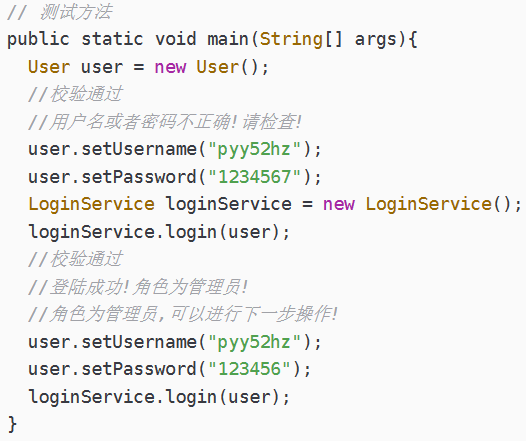 // 测试方法
public static void main(String[] args){
  User user = new User();
  //校验通过
  //用户名或者密码不正确!请检查!
  user.setUsername("pyy52hz");
  user.setPassword("1234567");
  LoginService loginService = new LoginService();
  loginService.login(user);
  //校验通过
  //登陆成功!角色为管理员!
  //角色为管理员,可以进行下一步操作!
  user.setUsername("pyy52hz");
  user.setPassword("123456");
  loginService.login(user);
}